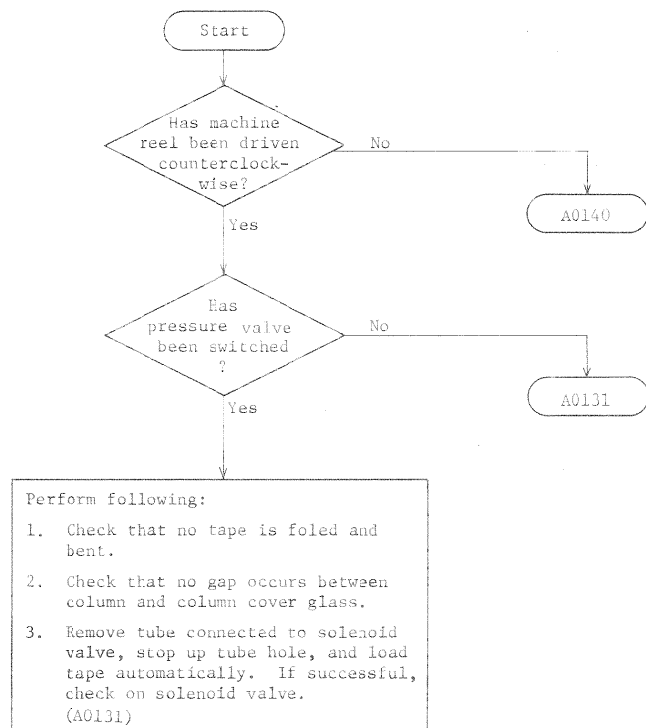 Start
Has machine
reel been driven
counterclock-
wise?
No
A0140
Yes
Has
pressure valve
been switched
?
No
A0131
Yes
Perform following:
1. Check that no tape is foled and
bent.
2. Check that no gap occurs between
column and column cover glass.
3. Remove tube connected to solenoid
valve, stop up tube hole, and load
tape automatically. If successful,
check on solenoid valve.
(A0131)